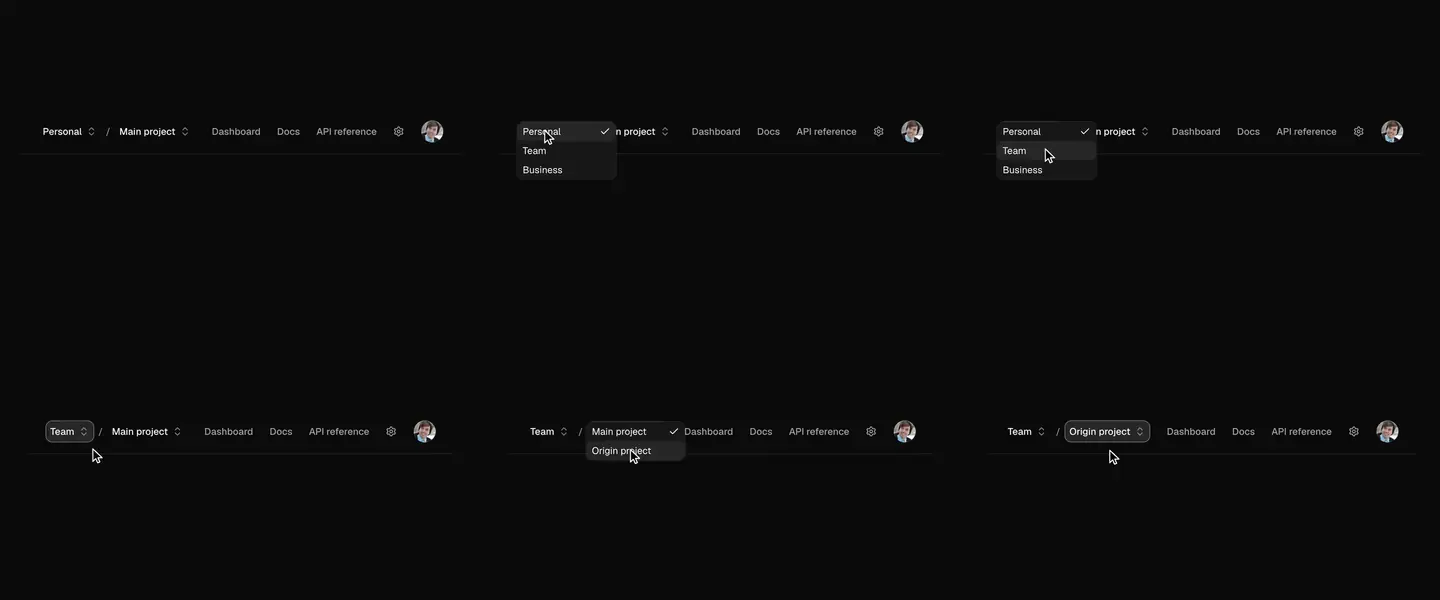 Personal / Main project Dashboard Docs API reference
Personal n project Dashboard Docs API reference
Team
Business
Personal n project Dashboard Docs API reference
Team
Business
Team / Main project Dashboard Docs API reference
Team / Main project Dashboard Docs API reference
Origin project
Team / Origin project Dashboard Docs API reference